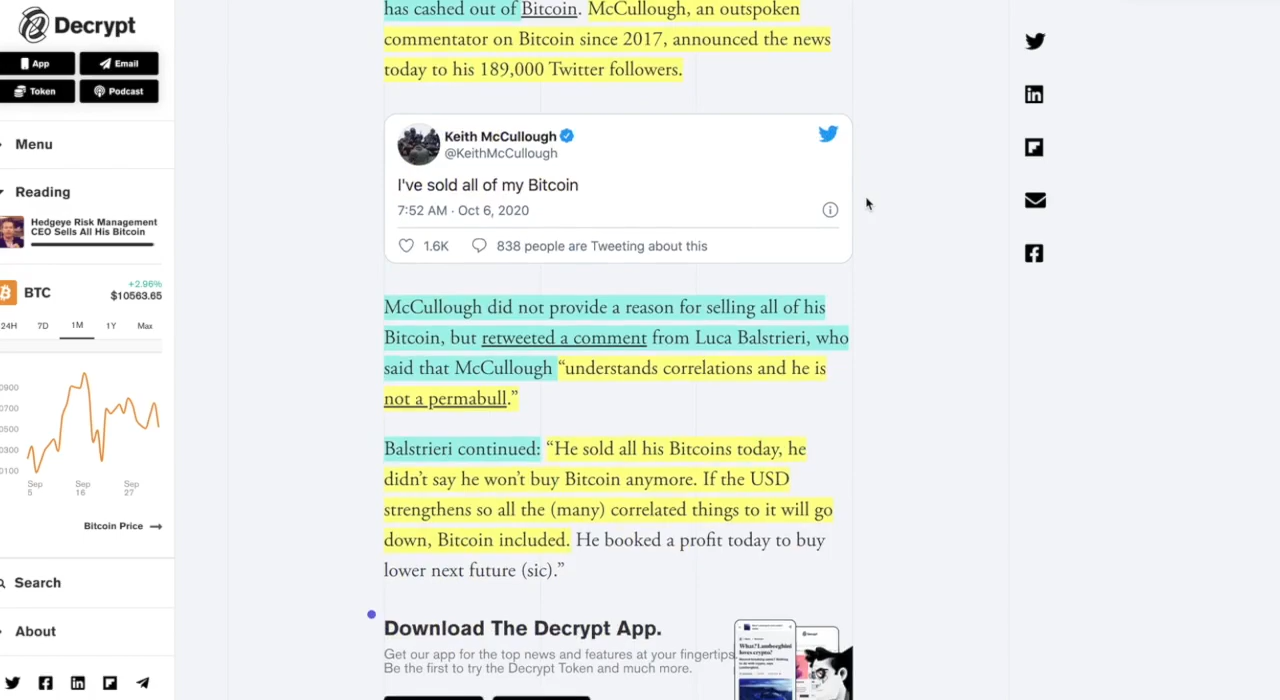 Decrypt
App
Email
Token
Podcast
Menu
Reading
Hedgeye Risk Management
CEO Sells All His Bitcoin
BTC
+2.96%
$10563.65
24H 7D 1M 1Y Max
0900
0700
0500
0300
0100
Sep 5
Sep 16
Sep 27
Bitcoin Price
Search
About
has cashed out of Bitcoin. McCullough, an outspoken
commentator on Bitcoin since 2017, announced the news
today to his 189,000 Twitter followers.
Keith McCullough
@KeithMcCullough
I've sold all of my Bitcoin
7:52 AM · Oct 6, 2020
1.6K 838 people are Tweeting about this
McCullough did not provide a reason for selling all of his
Bitcoin, but retweeted a comment from Luca Balstrieri, who
said that McCullough “understands correlations and he is
not a permabull.”
Balstrieri continued: “He sold all his Bitcoins today, he
didn’t say he won’t buy Bitcoin anymore. If the USD
strengthens so all the (many) correlated things to it will go
down, Bitcoin included. He booked a profit today to buy
lower next future (sic).”
Download The Decrypt App.
Get our app for the top news and features at your fingertips.
Be the first to try the Decrypt Token and much more.